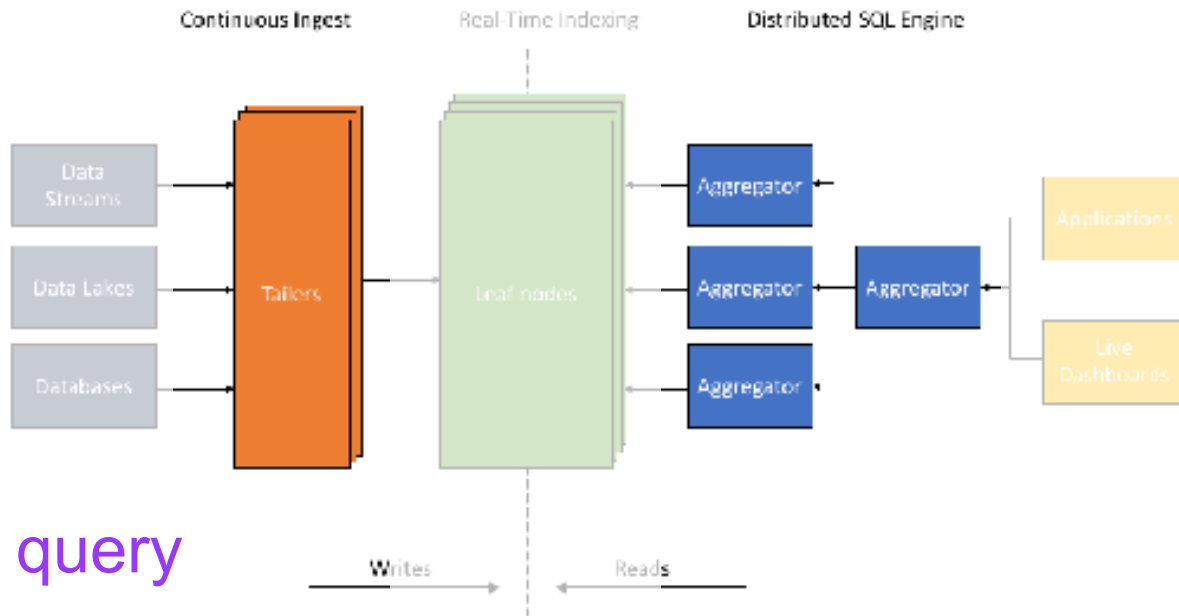 Continuous Ingest
Real-Time Indexing
Distributed SQL Engine
Data
Streams
Data Lakes
Databases
Tailers
Leaf nodes
Aggregator
Aggregator
Aggregator
Aggregator
Applications
Live
Dashboards
query
Writes
Reads